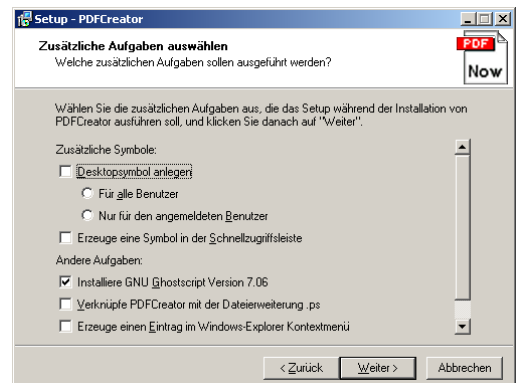 Setup - PDFCreator
Zusätzliche Aufgaben auswählen
Welche zusätzlichen Aufgaben sollen ausgeführt werden?
PDF
Now
Wählen Sie die zusätzlichen Aufgaben aus, die das Setup während der Installation von
PDFCreator ausführen soll, und klicken Sie danach auf "Weiter".
Zusätzliche Symbole:
Desktopsymbol anlegen
Für alle Benutzer
Nur für den angemeldeten Benutzer
Erzeuge eine Symbol in der Schnellzugriffsleiste
Andere Aufgaben:
Installiere GNU Ghostscript Version 7.06
Verknüpfe PDFCreator mit der Dateierweiterung .ps
Erzeuge einen Eintrag im Windows-Explorer Kontextmenü
< Zurück Weiter > Abbrechen